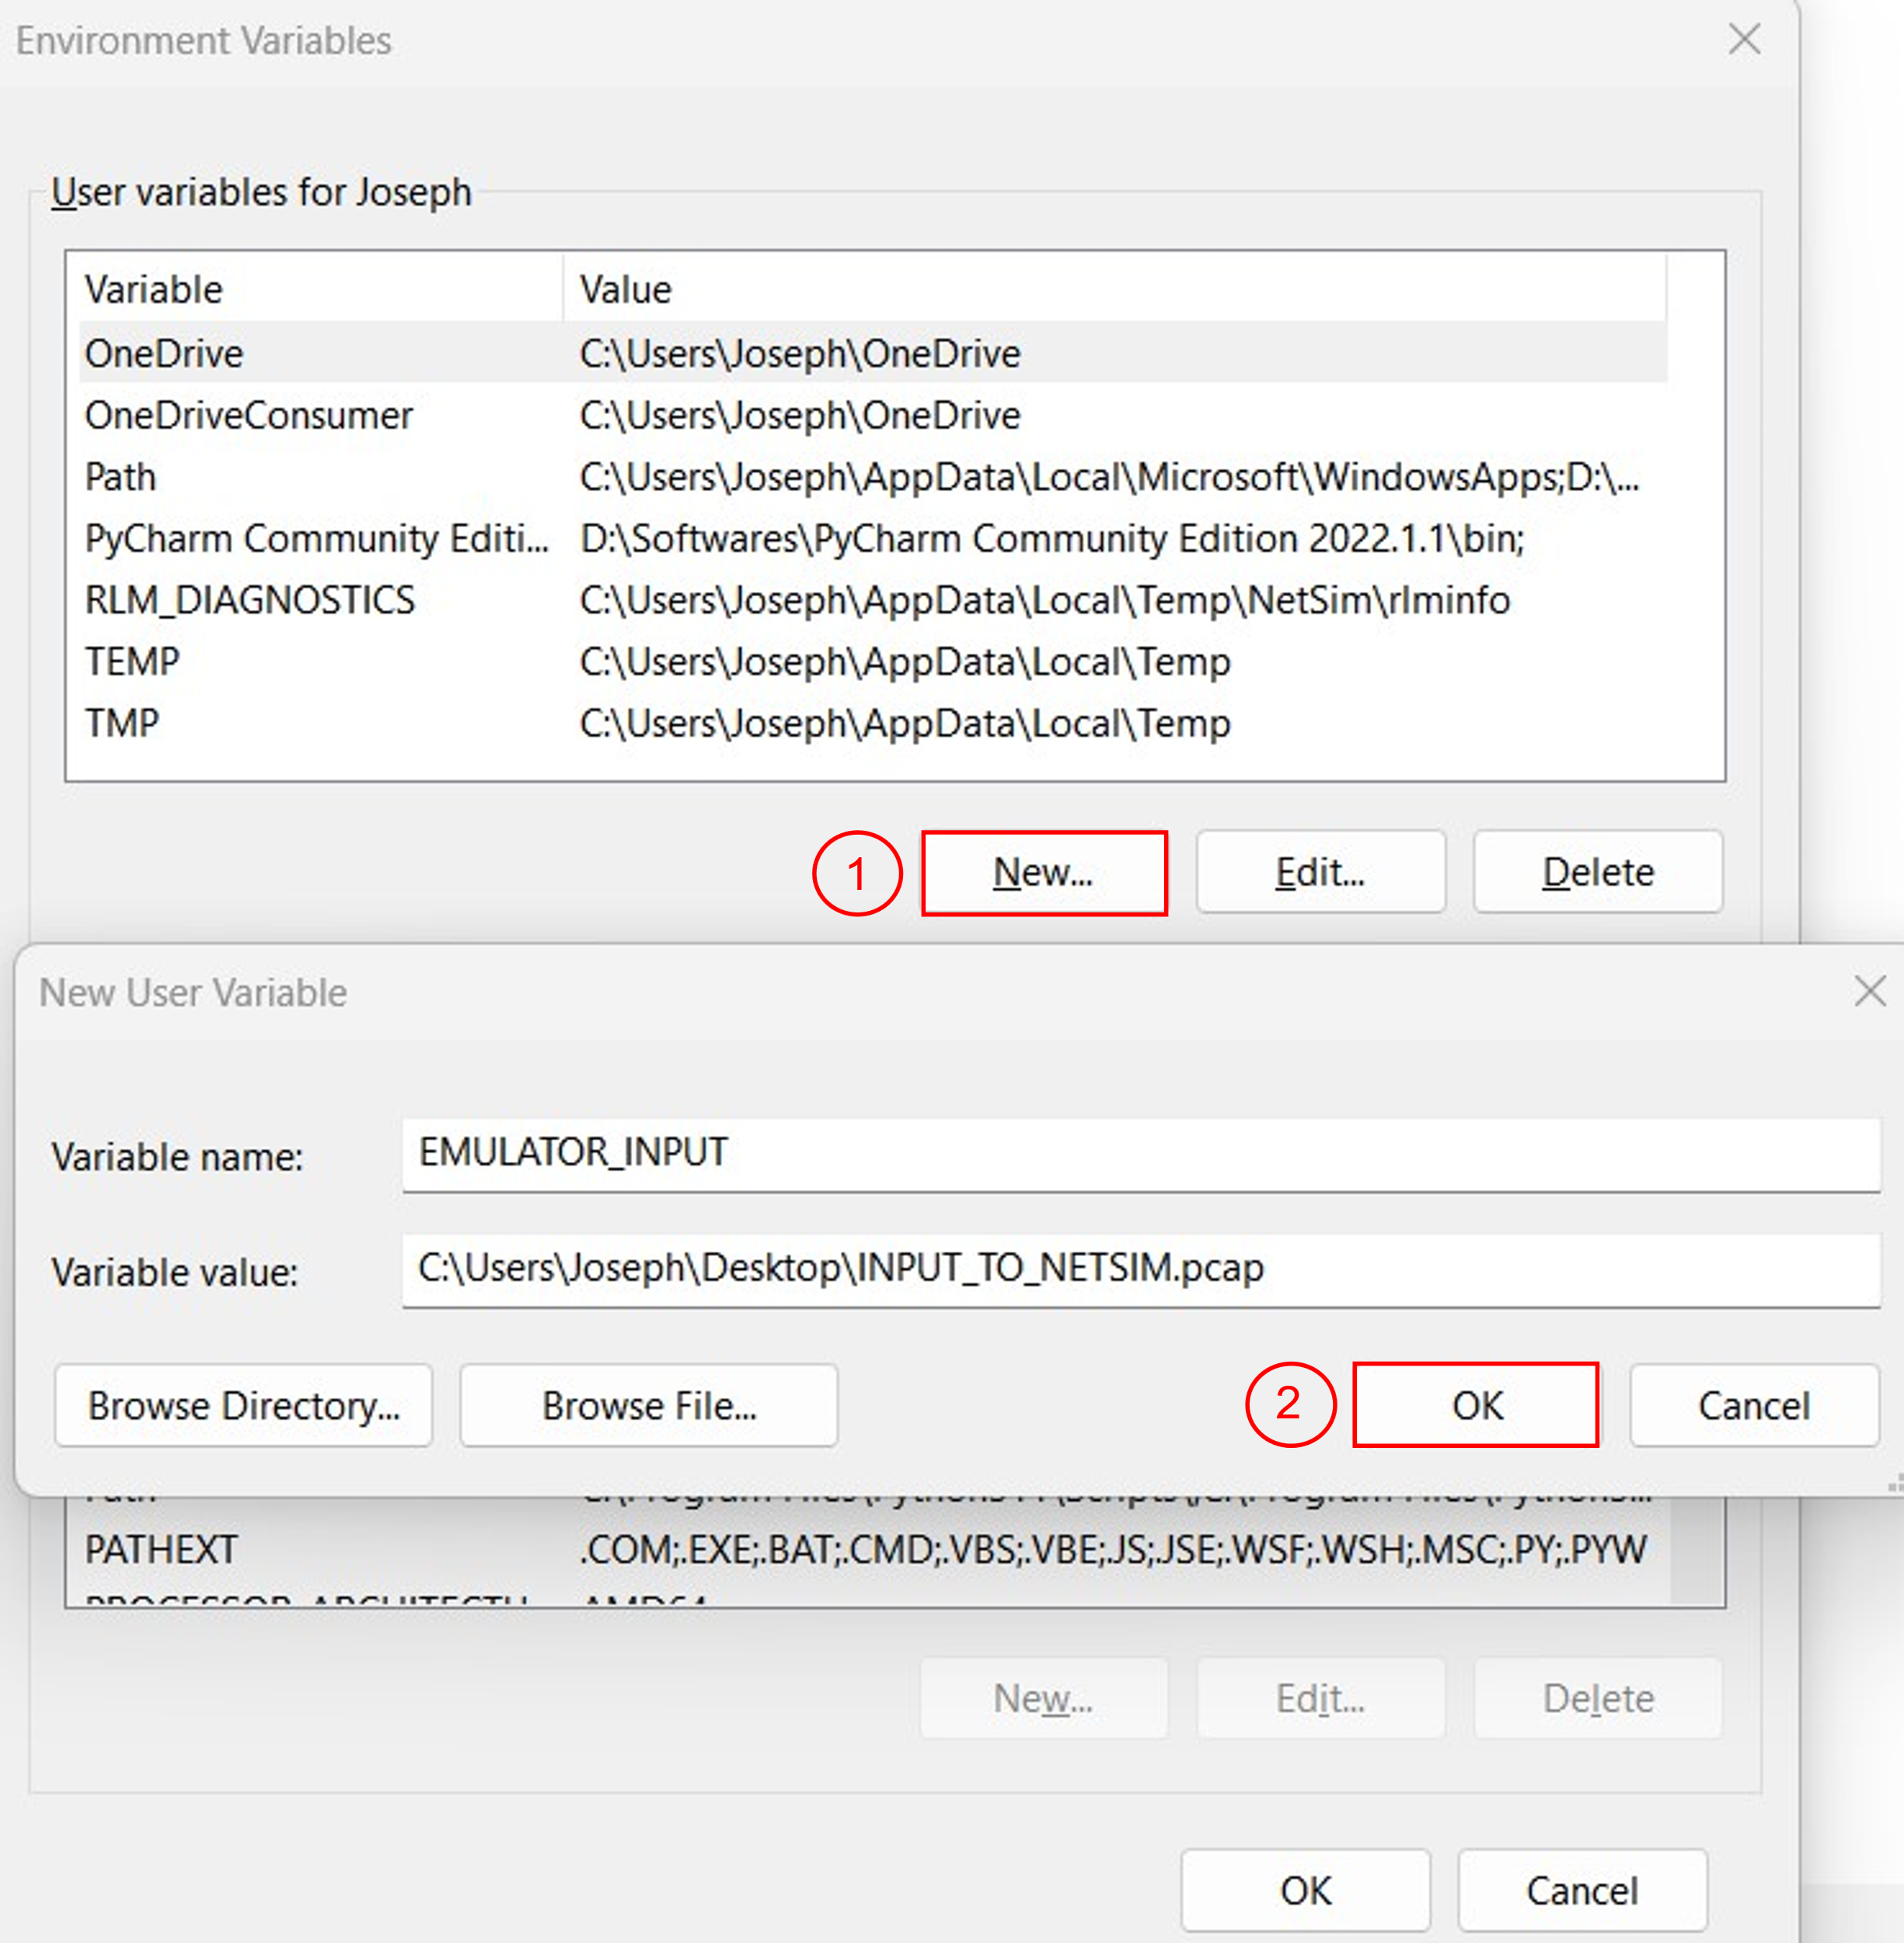 Environment Variables
User variables for Joseph
Variable Value
OneDrive C:\Users\Joseph\OneDrive
OneDriveConsumer C:\Users\Joseph\OneDrive
Path C:\Users\Joseph\AppData\Local\Microsoft\WindowsApps;D:\...
PyCharm Community Editi... D:\Softwares\PyCharm Community Edition 2022.1.1\bin;
RLM_DIAGNOSTICS C:\Users\Joseph\AppData\Local\Temp\NetSim\rlminfo
TEMP C:\Users\Joseph\AppData\Local\Temp
TMP C:\Users\Joseph\AppData\Local\Temp
1 New... Edit... Delete
New User Variable
Variable name: EMULATOR_INPUT
Variable value: C:\Users\Joseph\Desktop\INPUT_TO_NETSIM.pcap
Browse Directory... Browse File... 2 OK Cancel
PATHEXT .COM;.EXE;.BAT;.CMD;.VBS;.VBE;.JS;.JSE;.WSF;.WSH;.MSC;.PY;.PYW
New... Edit... Delete
OK Cancel